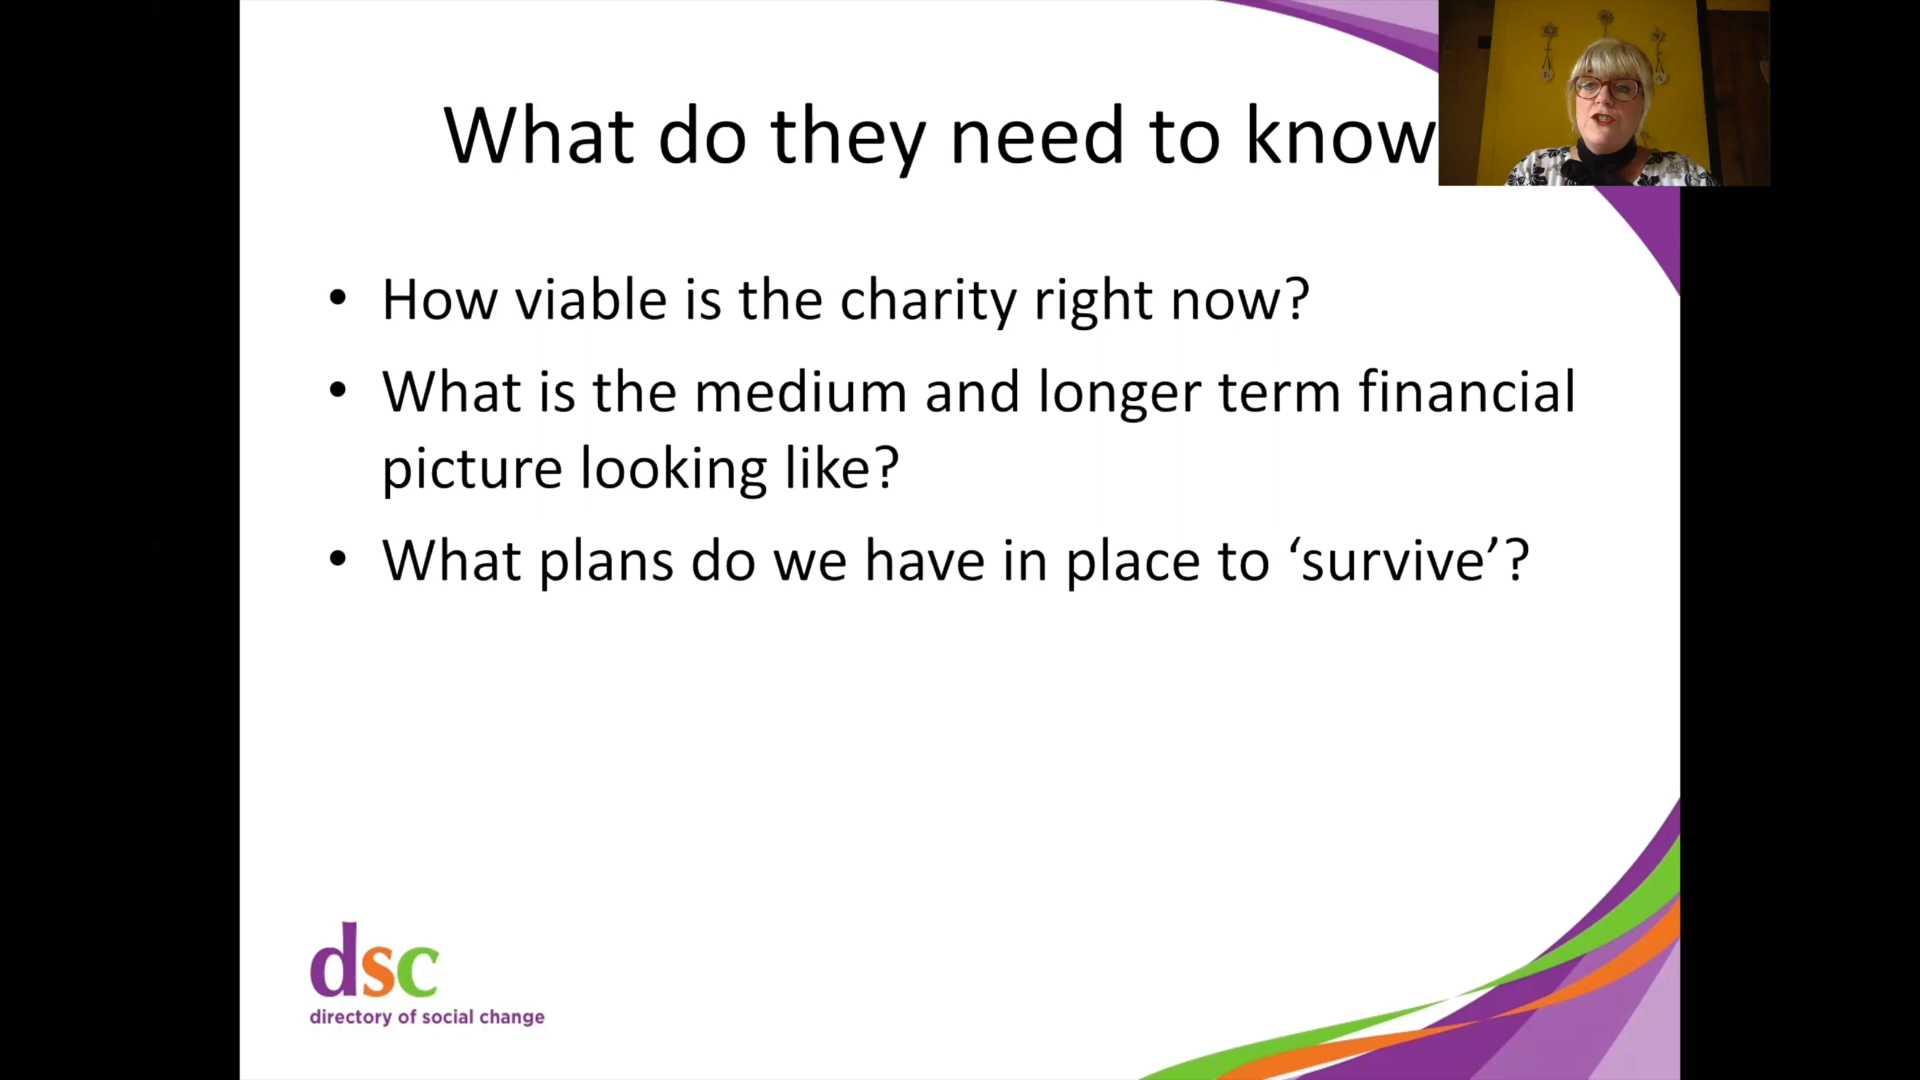 What do they need to know
• How viable is the charity right now?
• What is the medium and longer term financial
picture looking like?
• What plans do we have in place to ‘survive’?
dsc
directory of social change